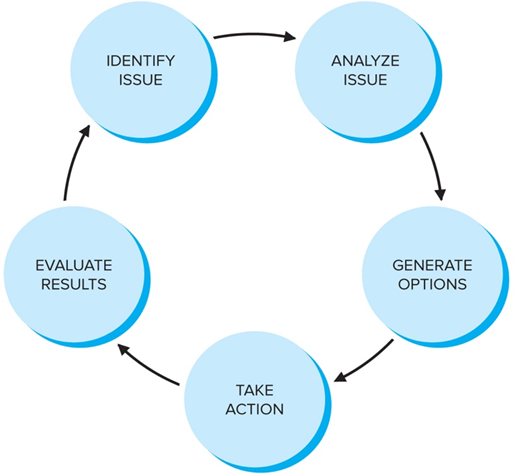 IDENTIFY
ISSUE
ANALYZE
ISSUE
GENERATE
OPTIONS
TAKE
ACTION
EVALUATE
RESULTS